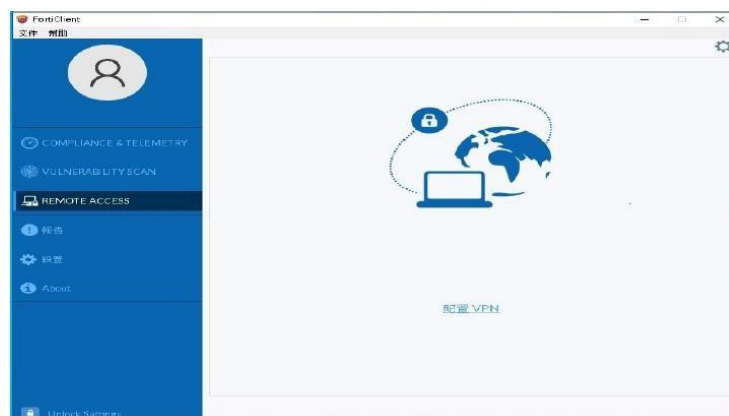 FortiClient
文件 幫助
COMPLIANCE & TELEMETRY
VULNERABILITY SCAN
REMOTE ACCESS
報告
設置
About
配置 VPN
Unlock Settings